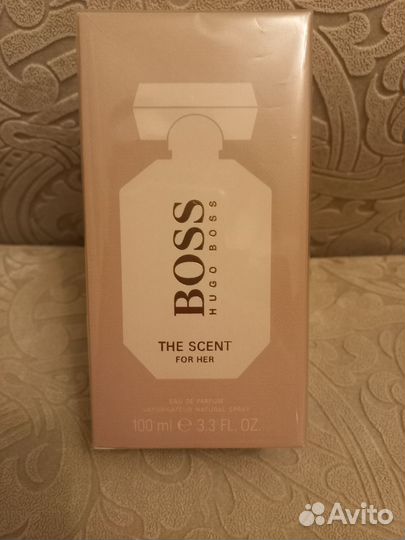 BOSS
HUGO BOSS
THE SCENT
FOR HER
EAU DE PARFUM
VAPORISATEUR NATURAL SPRAY
100 ml ℮ 3.3 FL. OZ.
Avito